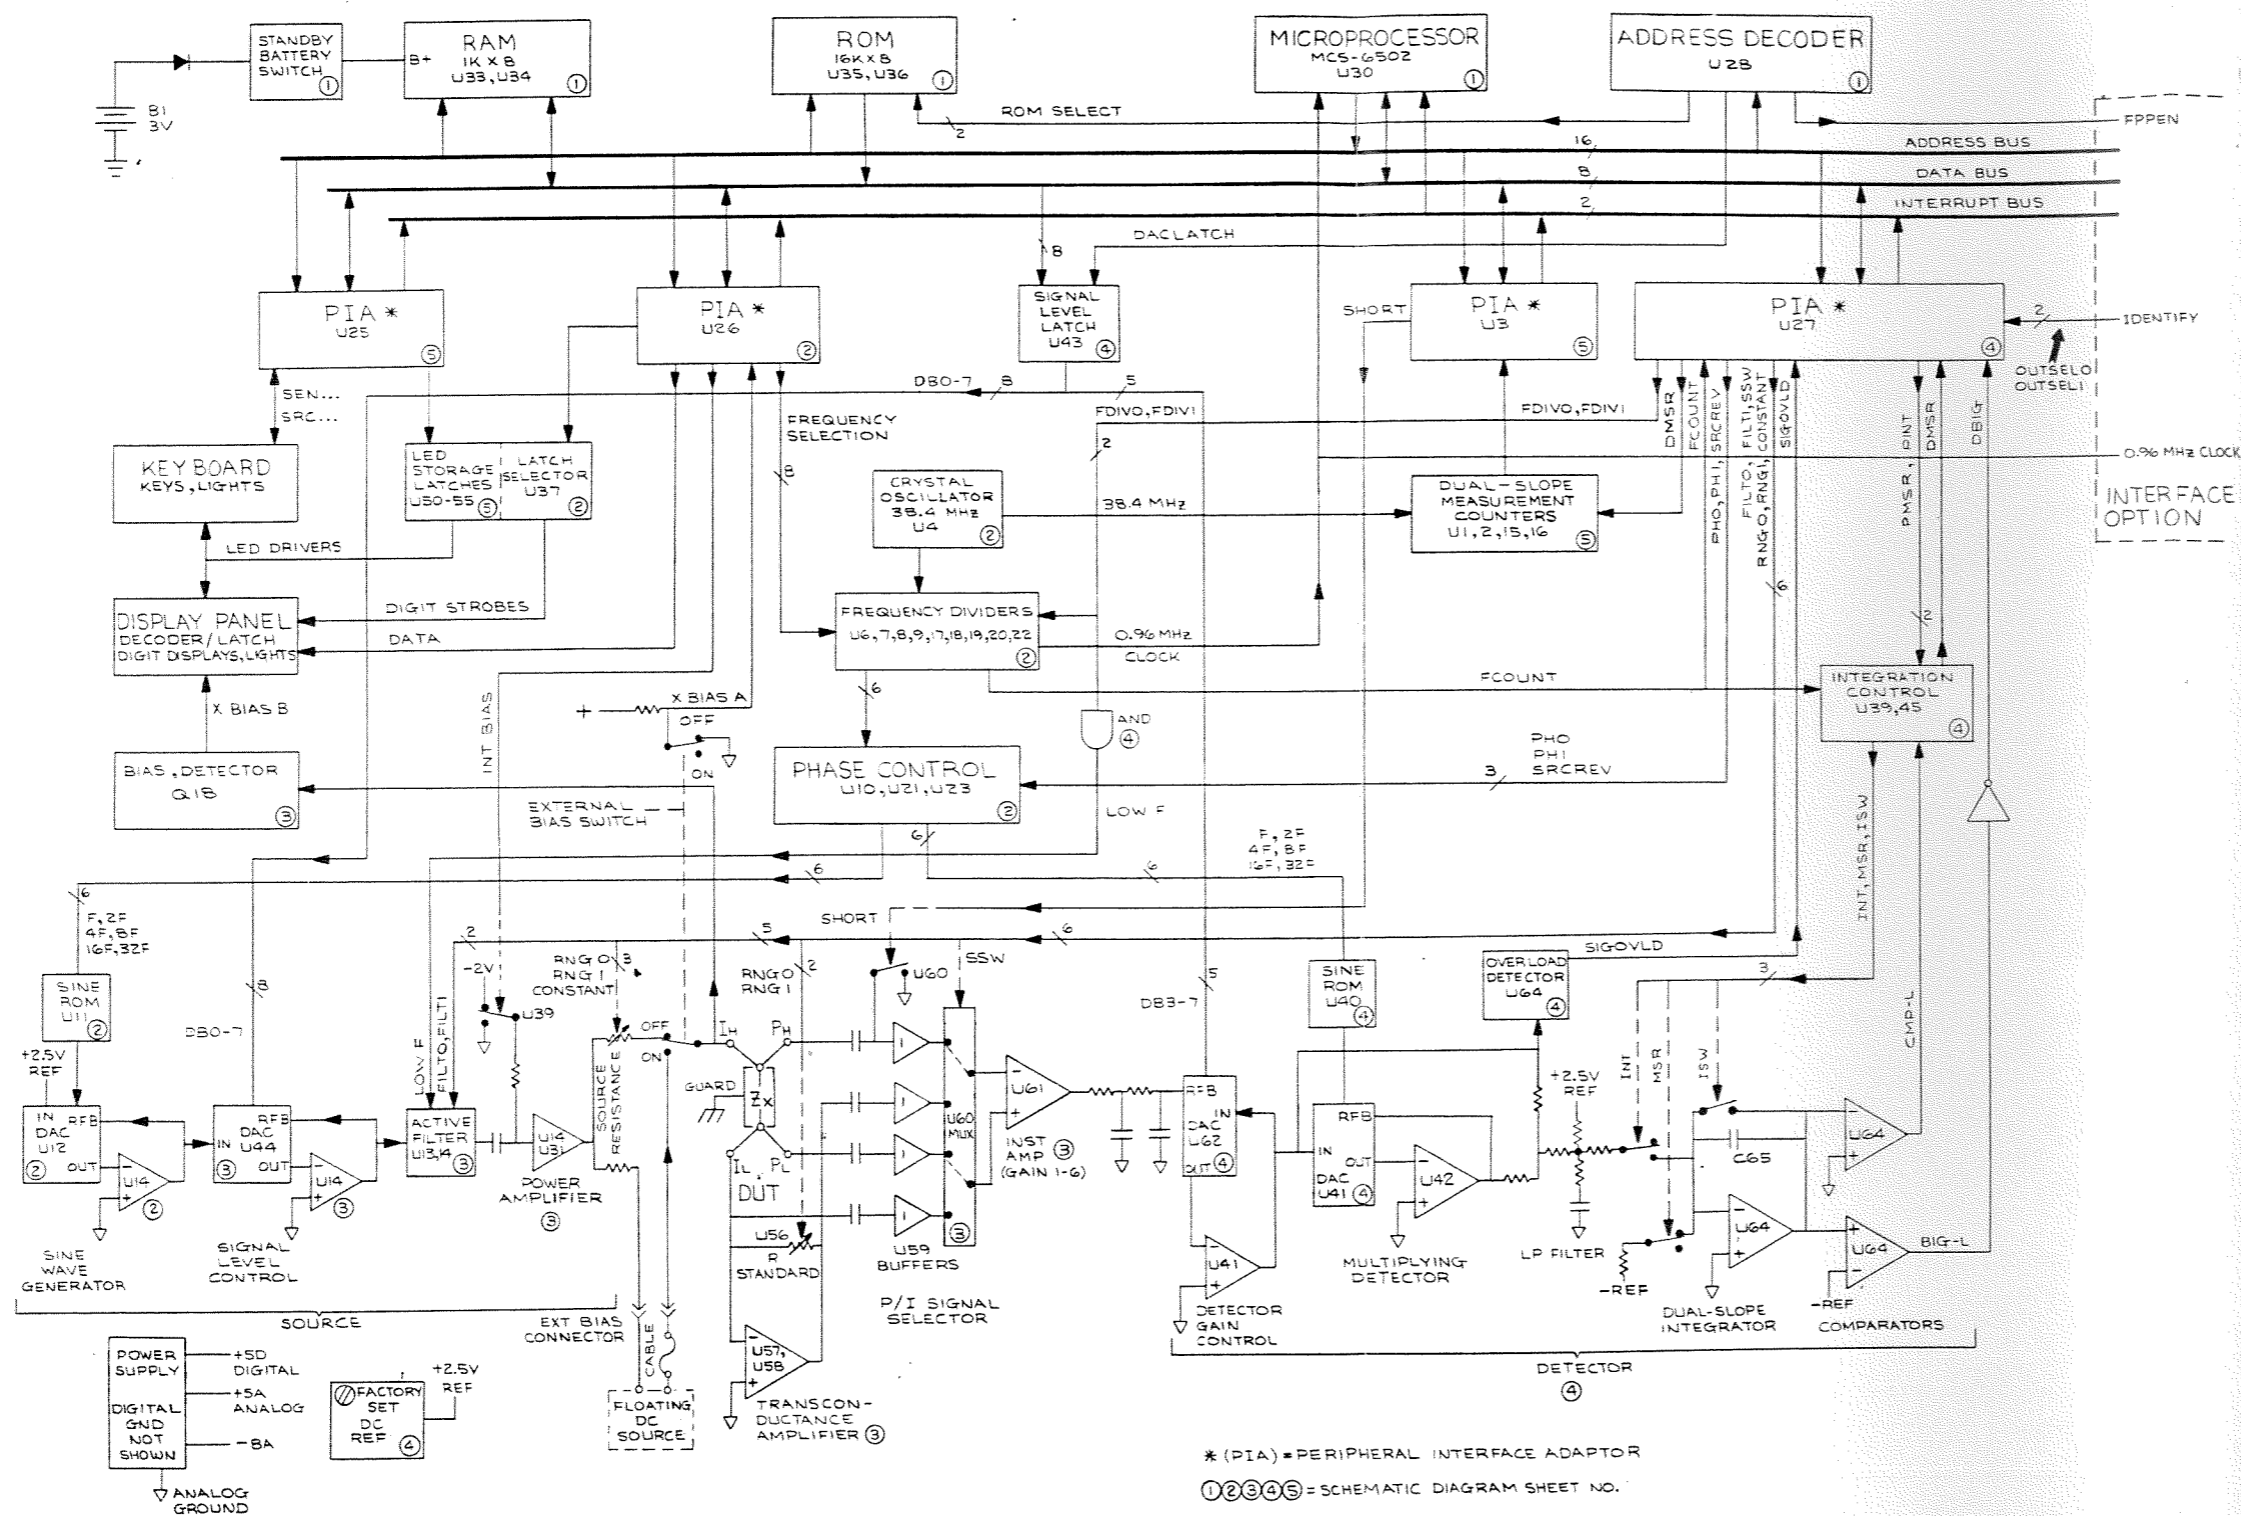 STANDBY
BATTERY
SWITCH
1
B+
RAM
1K X 8
U33, U34
1
ROM
16K X 8
U35, U36
1
MICROPROCESSOR
MCS-6502
U30
1
ADDRESS DECODER
U28
1
B1
3V
ROM SELECT
2
FPPEN
16
ADDRESS BUS
8
DATA BUS
2
INTERRUPT BUS
DACLATCH
8
PIA *
U25
5
PIA *
U26
2
SIGNAL
LEVEL
LATCH
U43
4
SHORT
PIA *
U3
5
PIA *
U27
4
2
IDENTIFY
OUTSEL0
OUTSEL1
SEN...
SRC...
DB0-7
8
5
FREQUENCY
SELECTION
8
FDIV0, FDIV1
2
FDIV0, FDIV1
DMSR
FCOUNT
PH0, PH1, SRCREV
FILT0, FILT1, SSW
RNG0, RNG1, CONSTANT
SIGOVLD
6
PMSR, PINT
DMSR
DBIG
2
0.96 MHz CLOCK
INTERFACE
OPTION
KEYBOARD
KEYS, LIGHTS
LED
STORAGE
LATCHES
U50-55
5
LATCH
SELECTOR
U37
2
CRYSTAL
OSCILLATOR
38.4 MHz
U4
2
38.4 MHz
DUAL-SLOPE
MEASUREMENT
COUNTERS
U1, 2, 15, 16
5
LED DRIVERS
DIGIT STROBES
DATA
DISPLAY PANEL
DECODER/LATCH
DIGIT DISPLAYS, LIGHTS
FREQUENCY DIVIDERS
U6, 7, 8, 9, 17, 18, 19, 20, 22
2
0.96 MHz
CLOCK
6
FCOUNT
INTEGRATION
CONTROL
U39, 45
4
X BIAS B
INT BIAS
+
X BIAS A
OFF
ON
AND
4
BIAS, DETECTOR
Q18
3
EXTERNAL
BIAS SWITCH
PHASE CONTROL
U10, U21, U23
2
3
PH0
PH1
SRCREV
LOW F
6
6
F, 2F
4F, 8F
16F, 32F
6
INT, MSR, ISW
CMP-L
6
F, 2F
4F, 8F
16F, 32F
SHORT
2
5
6
SIGOVLD
3
-2V
RNG0
RNG1
CONSTANT
3
RNG0
RNG1
2
U60
SSW
5
DB3-7
SINE
ROM
U11
2
DB0-7
8
LOW F
FILT0, FILT1
U39
SINE
ROM
U40
4
OVERLOAD
DETECTOR
U64
4
+2.5V
REF
IN
RFB
DAC
U12
OUT
2
U14
2
IN
RFB
DAC
U44
OUT
3
U14
3
ACTIVE
FILTER
U13, 14
3
U14
U31
POWER
AMPLIFIER
3
SOURCE
RESISTANCE
OFF
ON
IH
PH
GUARD
ZX
IL
PL
DUT
1
1
1
1
U60
MUX
3
U61
INST
AMP
3
(GAIN 1-6)
RFB
IN
DAC
U62
OUT
4
RFB
IN
OUT
DAC
U41
4
U42
+2.5V
REF
INT
MSR
ISW
C65
U64
LP FILTER
-REF
U64
U64
BIG-L
-REF
SINE
WAVE
GENERATOR
SIGNAL
LEVEL
CONTROL
U56
R
STANDARD
U59
BUFFERS
U41
MULTIPLYING
DETECTOR
SOURCE
EXT BIAS
CONNECTOR
CABLE
P/I SIGNAL
SELECTOR
DETECTOR
GAIN
CONTROL
DUAL-SLOPE
INTEGRATOR
COMPARATORS
DETECTOR
4
POWER
SUPPLY
DIGITAL
GND
NOT
SHOWN
+5D
DIGITAL
+5A
ANALOG
-8A
ANALOG
GROUND
FACTORY
SET
DC
REF
4
+2.5V
REF
FLOATING
DC
SOURCE
U57,
U58
TRANSCON-
DUCTANCE
AMPLIFIER 3
* (PIA) = PERIPHERAL INTERFACE ADAPTOR
①②③④⑤ = SCHEMATIC DIAGRAM SHEET NO.